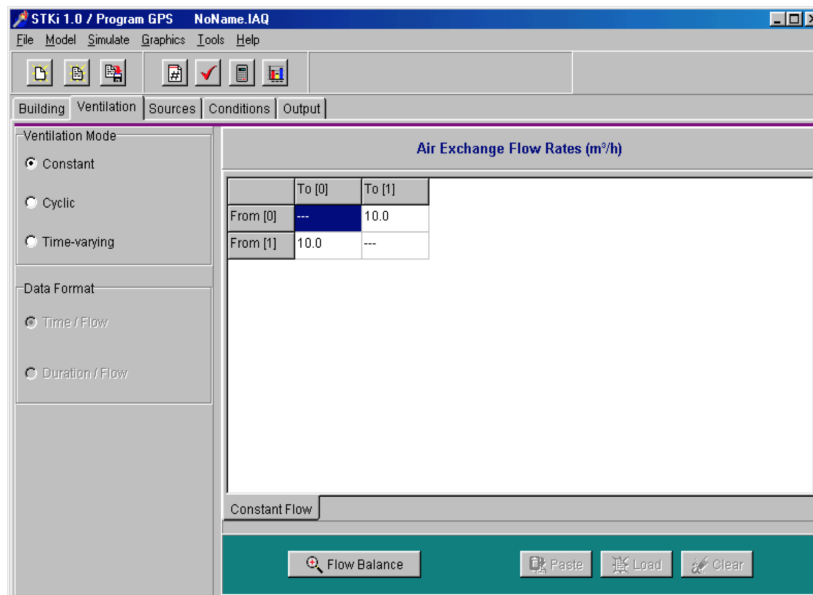 STKi 1.0 / Program GPS NoName.IAQ
File Model Simulate Graphics Tools Help
Building Ventilation Sources Conditions Output
Ventilation Mode
Constant
Cyclic
Time-varying
Data Format
Time / Flow
Duration / Flow
Air Exchange Flow Rates (m³/h)
To [0] To [1]
From [0] --- 10.0
From [1] 10.0 ---
Constant Flow
Flow Balance Paste Load Clear